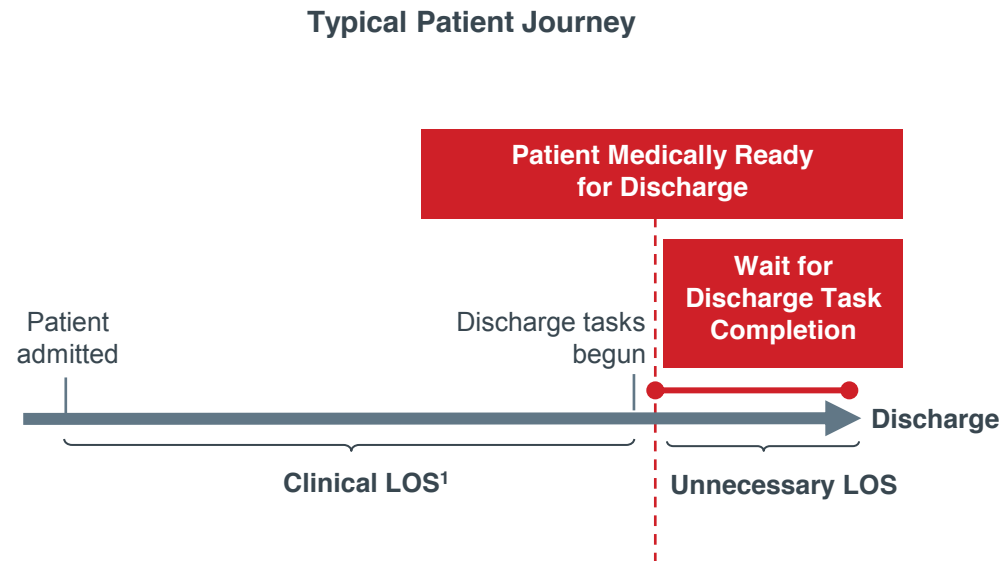 Typical Patient Journey
Patient Medically Ready
for Discharge
Wait for
Discharge Task
Completion
Patient
admitted
Discharge tasks
begun
Discharge
Clinical LOS¹
Unnecessary LOS